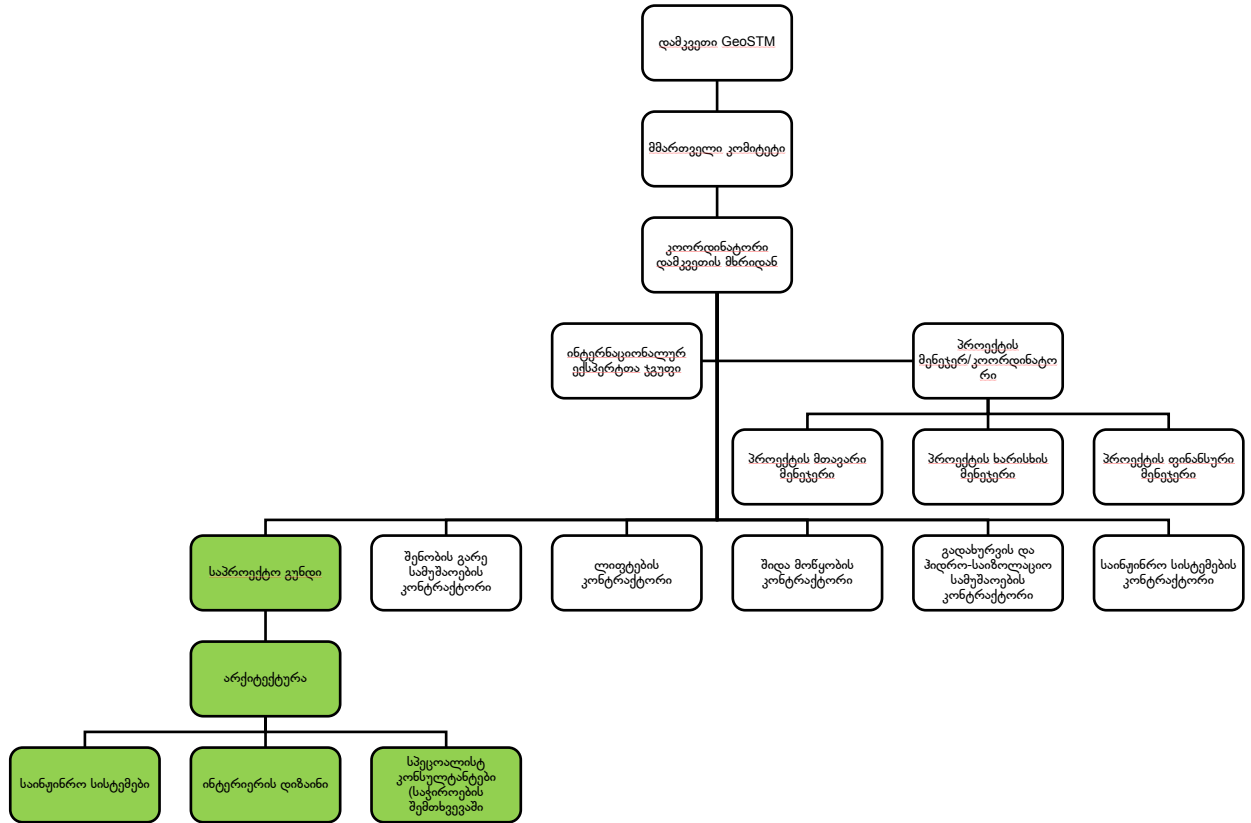 დამკვეთი GeoSTM
მმართველი კომიტეტი
კოორდინატორი
დამკვეთის მხრიდან
ინტერნაციონალურ
ექსპერტთა ჯგუფი
პროექტის
მენეჯერ/კოორდინატო
რი
პროექტის მთავარი
მენეჯერი
პროექტის ხარისხის
მენეჯერი
პროექტის ფინანსური
მენეჯერი
საპროექტო გუნდი
შენობის გარე
სამუშაოების
კონტრაქტორი
ლიფტების
კონტრაქტორი
შიდა მოწყობის
კონტრაქტორი
გადახურვის და
ჰიდრო-საიზოლაციო
სამუშაოების
კონტრაქტორი
საინჟინრო სისტემების
კონტრაქტორი
არქიტექტურა
საინჟინრო სისტემები
ინტერიერის დიზაინი
სპეცოალისტ
კონსულტანტები
(საჭიროების
შემთხვევაში